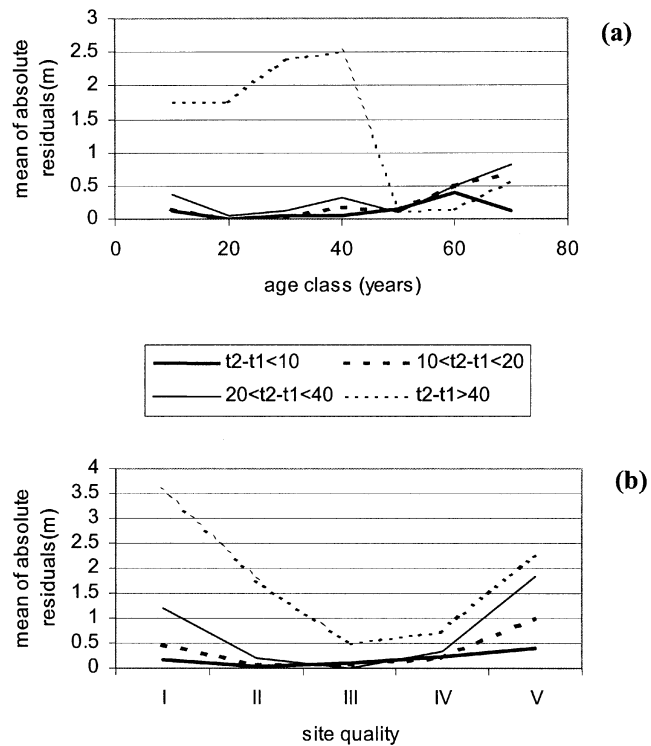 (a)
mean of absolute
residuals(m)
3
2.5
2
1.5
1
0.5
0
0 20 40 60 80
age class (years)
t2-t1<10 10<t2-t1<20
20<t2-t1<40 t2-t1>40
(b)
mean of absolute
residuals(m)
4
3.5
3
2.5
2
1.5
1
0.5
0
I II III IV V
site quality